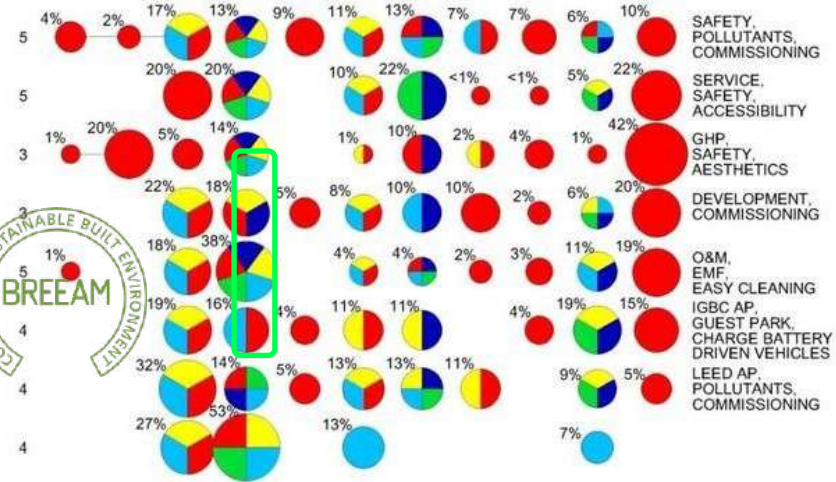 4% 2% 17% 13% 9% 11% 13% 7% 7% 6% 10%
5
SAFETY,
POLLUTANTS,
COMMISSIONING
20% 20% 10% 22% <1% <1% 5% 22%
5
SERVICE,
SAFETY,
ACCESSIBILITY
1% 20% 5% 14% 1% 10% 2% 4% 1% 42%
3
GHP,
SAFETY,
AESTHETICS
22% 18% 5% 8% 10% 10% 2% 6% 20%
3
DEVELOPMENT,
COMMISSIONING
TAINABLE BUILT ENVIRONMENT
BREEAM
1% 18% 38% 4% 4% 2% 3% 11% 19%
5
O&M,
EMF,
EASY CLEANING
19% 16% 4% 11% 11% 4% 19% 15%
4
IGBC AP,
GUEST PARK,
CHARGE BATTERY
DRIVEN VEHICLES
32% 14% 5% 13% 13% 11% 9% 5%
4
LEED AP,
POLLUTANTS,
COMMISSIONING
27% 53% 13% 7%
4